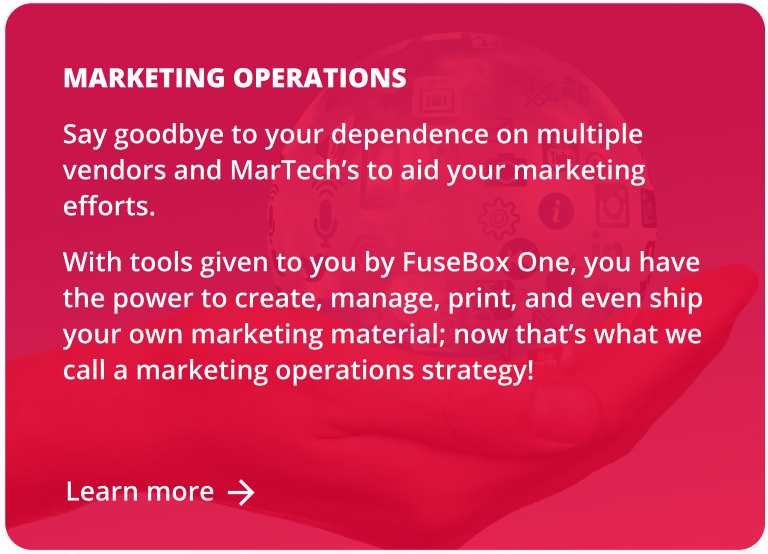 MARKETING OPERATIONS
Say goodbye to your dependence on multiple
vendors and MarTech’s to aid your marketing
efforts.
With tools given to you by FuseBox One, you have
the power to create, manage, print, and even ship
your own marketing material; now that’s what we
call a marketing operations strategy!
Learn more